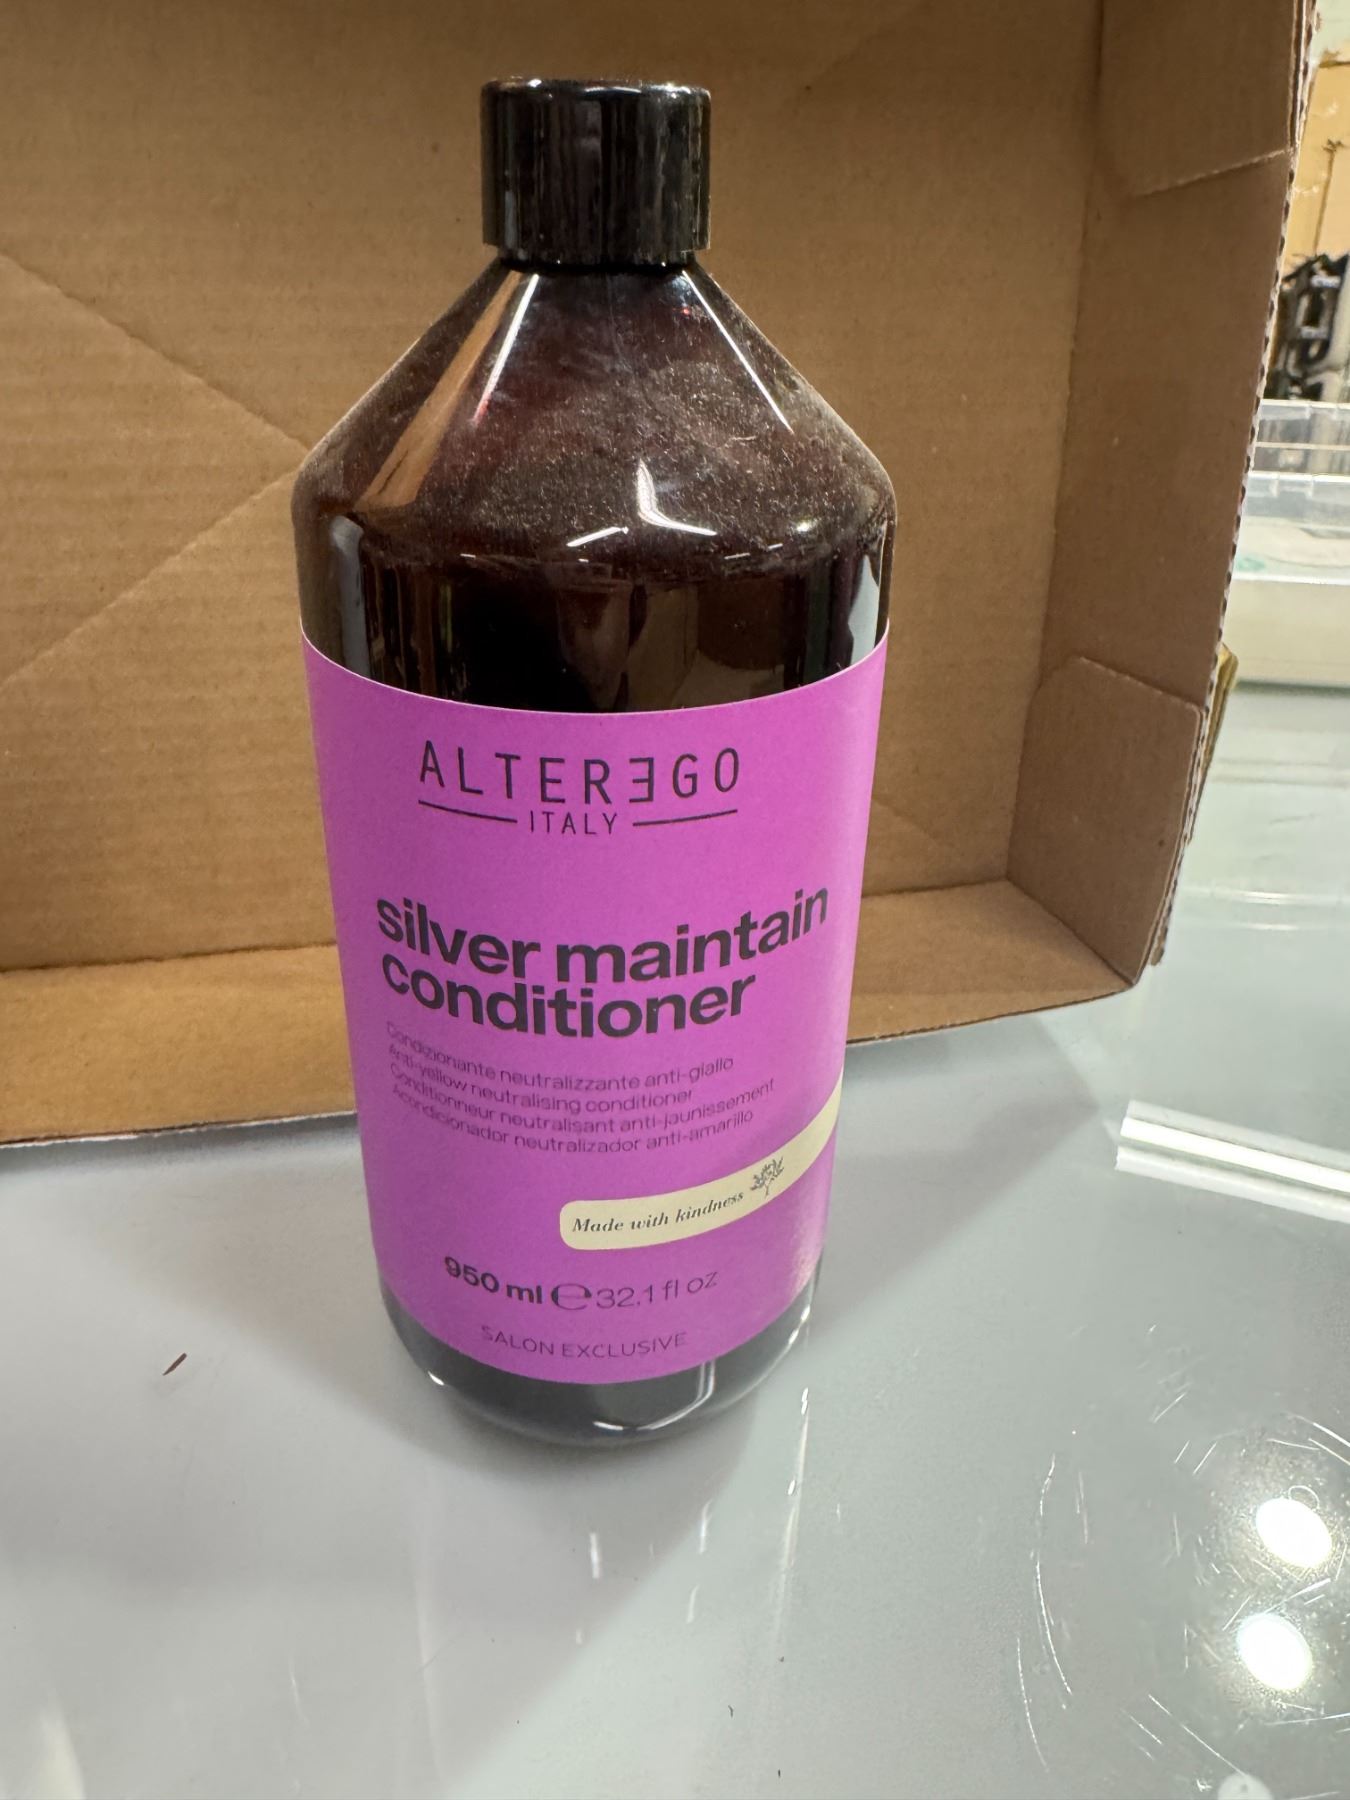 ALTERƎGO
ITALY
silver maintain
conditioner
Condizionante neutralizzante anti-giallo
Anti-yellow neutralising conditioner
Conditionneur neutralisant anti-jaunissement
Acondicionador neutralizador anti-amarillo
Made with kindness
950 ml ℮ 32.1 fl oz
SALON EXCLUSIVE